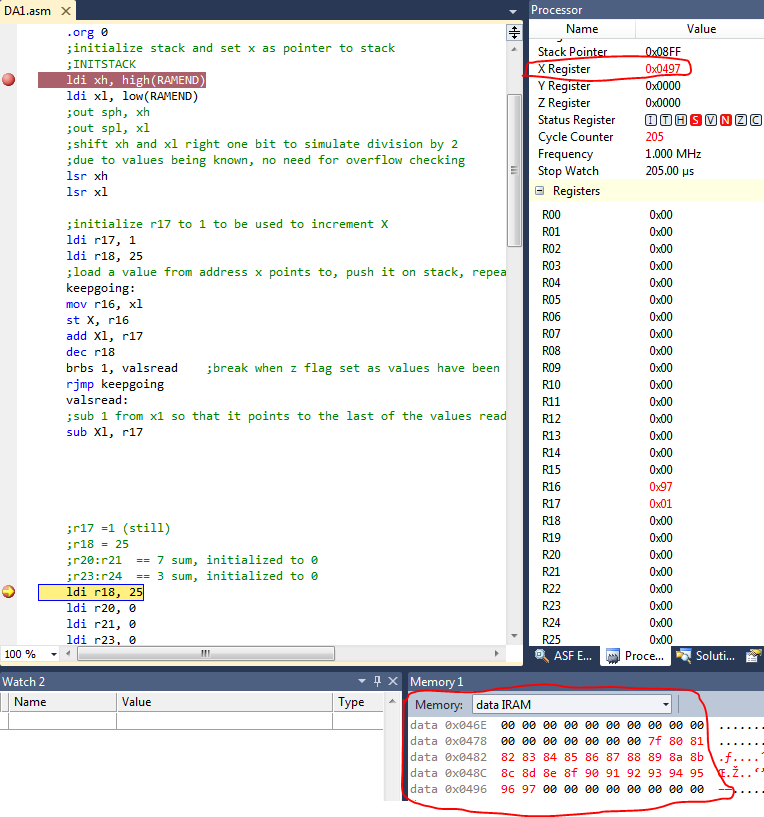 DA1.asm
.org 0
;initialize stack and set x as pointer to stack
;INITSTACK
ldi xh, high(RAMEND)
ldi xl, low(RAMEND)
;out sph, xh
;out spl, xl
;shift xh and xl right one bit to simulate division by 2
;due to values being known, no need for overflow checking
lsr xh
lsr xl
;initialize r17 to 1 to be used to increment X
ldi r17, 1
ldi r18, 25
;load a value from address x points to, push it on stack, repea
keepgoing:
mov r16, xl
st X, r16
add Xl, r17
dec r18
brbs 1, valsread ;break when z flag set as values have been
rjmp keepgoing
valsread:
;sub 1 from x1 so that it points to the last of the values read
sub Xl, r17
;r17 =1 (still)
;r18 = 25
;r20:r21 == 7 sum, initialized to 0
;r23:r24 == 3 sum, initialized to 0
ldi r18, 25
ldi r20, 0
ldi r21, 0
ldi r23, 0
100 %
Processor
Name Value
Stack Pointer 0x08FF
X Register 0x0497
Y Register 0x0000
Z Register 0x0000
Status Register I T H S V N Z C
Cycle Counter 205
Frequency 1.000 MHz
Stop Watch 205.00 µs
Registers
R00 0x00
R01 0x00
R02 0x00
R03 0x00
R04 0x00
R05 0x00
R06 0x00
R07 0x00
R08 0x00
R09 0x00
R10 0x00
R11 0x00
R12 0x00
R13 0x00
R14 0x00
R15 0x00
R16 0x97
R17 0x01
R18 0x00
R19 0x00
R20 0x00
R21 0x00
R22 0x00
R23 0x00
R24 0x00
R25 0x00
ASF E... Proce... Soluti...
Watch 2
Name Value Type
Memory 1
Memory: data IRAM
data 0x046E 00 00 00 00 00 00 00 00 00 00 .......
data 0x0478 00 00 00 00 00 00 00 7f 80 81 .......
data 0x0482 82 83 84 85 86 87 88 89 8a 8b
data 0x048C 8c 8d 8e 8f 90 91 92 93 94 95
data 0x0496 96 97 00 00 00 00 00 00 00 00